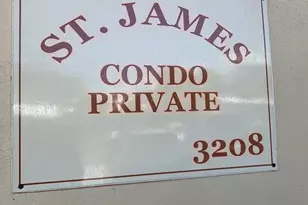 ST. JAMES
CONDO
PRIVATE
3208